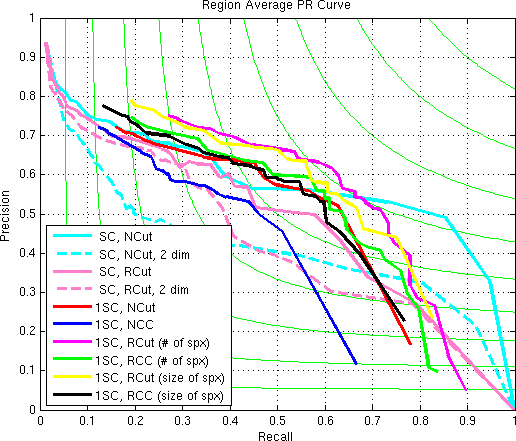 Region Average PR Curve
1
0.9
0.8
0.7
0.6
0.5
0.4
0.3
0.2
0.1
0
Precision
SC, NCut
SC, NCut, 2 dim
SC, RCut
SC, RCut, 2 dim
1SC, NCut
1SC, NCC
1SC, RCut (# of spx)
1SC, RCC (# of spx)
1SC, RCut (size of spx)
1SC, RCC (size of spx)
0 0.1 0.2 0.3 0.4 0.5 0.6 0.7 0.8 0.9 1
Recall